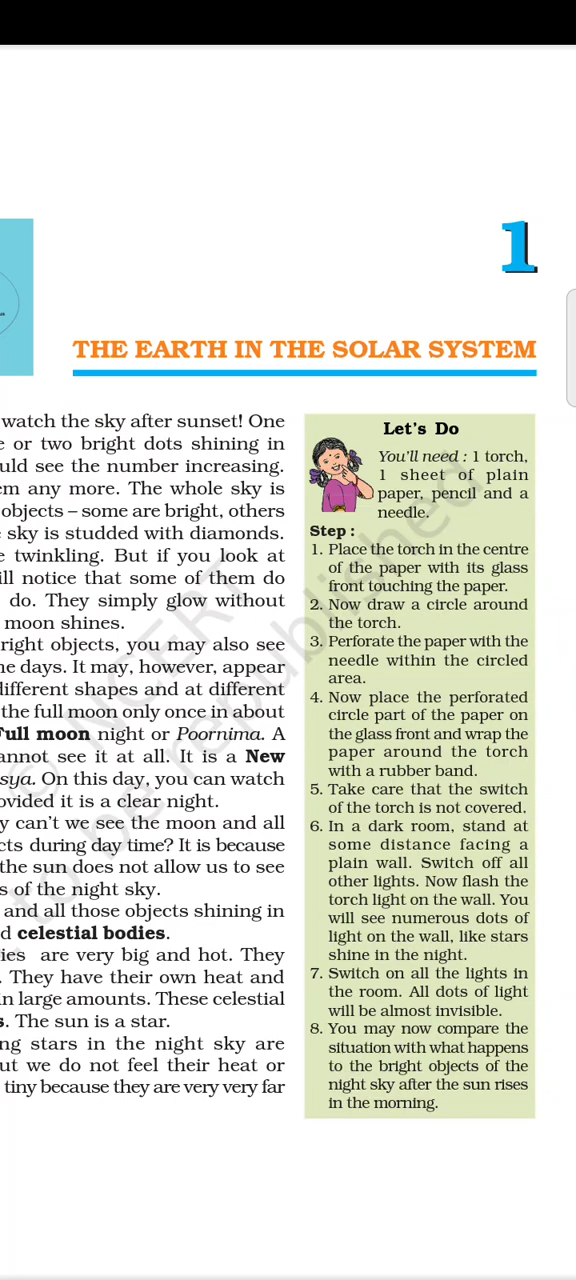 1
THE EARTH IN THE SOLAR SYSTEM
watch the sky after sunset! One
e or two bright dots shining in
uld see the number increasing.
em any more. The whole sky is
objects – some are bright, others
e sky is studded with diamonds.
e twinkling. But if you look at
ill notice that some of them do
do. They simply glow without
moon shines.
right objects, you may also see
ne days. It may, however, appear
different shapes and at different
the full moon only once in about
Full moon night or Poornima. A
annot see it at all. It is a New
sya. On this day, you can watch
ovided it is a clear night.
y can't we see the moon and all
cts during day time? It is because
the sun does not allow us to see
s of the night sky.
and all those objects shining in
d celestial bodies.
ies are very big and hot. They
. They have their own heat and
in large amounts. These celestial
s. The sun is a star.
ng stars in the night sky are
ut we do not feel their heat or
tiny because they are very very far
Let's Do
You'll need : 1 torch,
1 sheet of plain
paper, pencil and a
needle.
Step :
1. Place the torch in the centre
of the paper with its glass
front touching the paper.
2. Now draw a circle around
the torch.
3. Perforate the paper with the
needle within the circled
area.
4. Now place the perforated
circle part of the paper on
the glass front and wrap the
paper around the torch
with a rubber band.
5. Take care that the switch
of the torch is not covered.
6. In a dark room, stand at
some distance facing a
plain wall. Switch off all
other lights. Now flash the
torch light on the wall. You
will see numerous dots of
light on the wall, like stars
shine in the night.
7. Switch on all the lights in
the room. All dots of light
will be almost invisible.
8. You may now compare the
situation with what happens
to the bright objects of the
night sky after the sun rises
in the morning.
© NCERT
to be republished